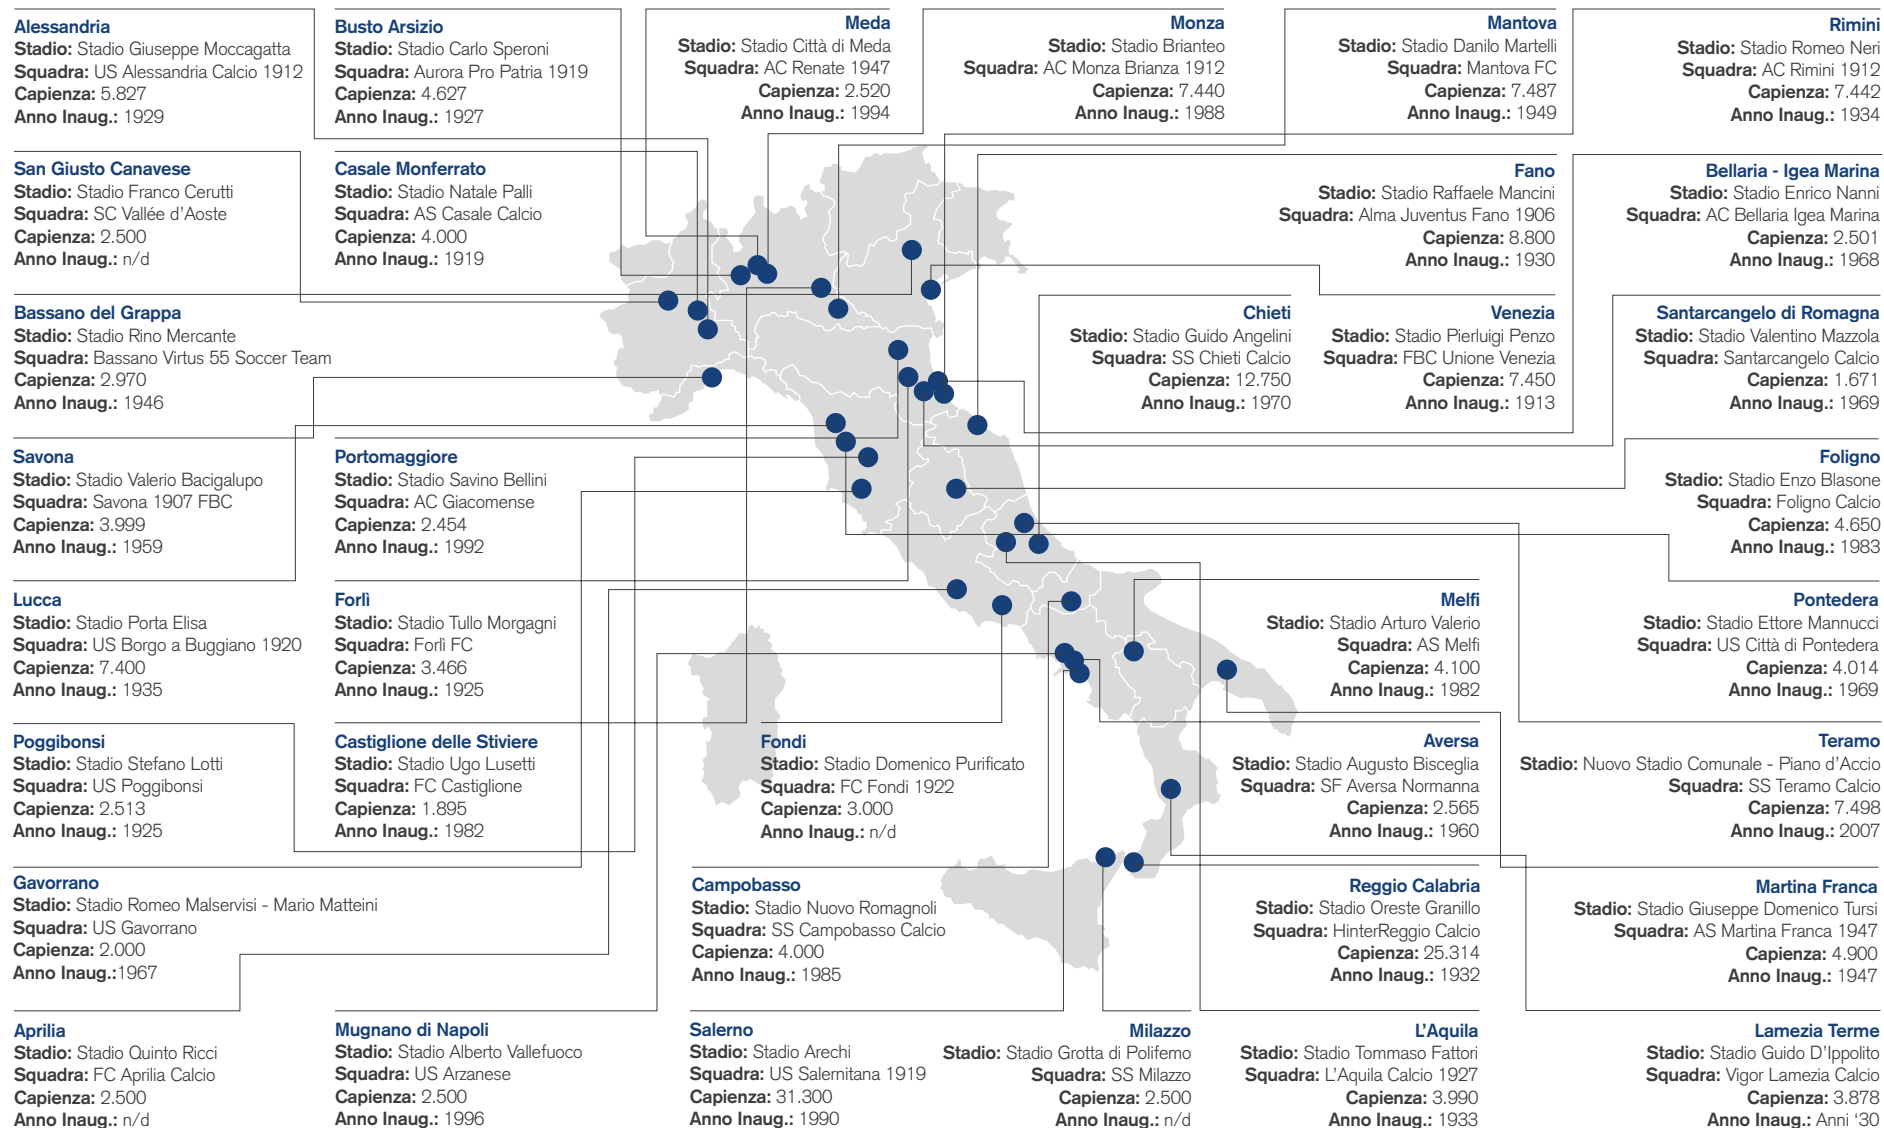 Alessandria
Stadio: Stadio Giuseppe Moccagatta
Squadra: US Alessandria Calcio 1912
Capienza: 5.827
Anno Inaug.: 1929
Busto Arsizio
Stadio: Stadio Carlo Speroni
Squadra: Aurora Pro Patria 1919
Capienza: 4.627
Anno Inaug.: 1927
Meda
Stadio: Stadio Città di Meda
Squadra: AC Renate 1947
Capienza: 2.520
Anno Inaug.: 1994
Monza
Stadio: Stadio Brianteo
Squadra: AC Monza Brianza 1912
Capienza: 7.440
Anno Inaug.: 1988
Mantova
Stadio: Stadio Danilo Martelli
Squadra: Mantova FC
Capienza: 7.487
Anno Inaug.: 1949
Rimini
Stadio: Stadio Romeo Neri
Squadra: AC Rimini 1912
Capienza: 7.442
Anno Inaug.: 1934
San Giusto Canavese
Stadio: Stadio Franco Cerutti
Squadra: SC Vallée d'Aoste
Capienza: 2.500
Anno Inaug.: n/d
Casale Monferrato
Stadio: Stadio Natale Palli
Squadra: AS Casale Calcio
Capienza: 4.000
Anno Inaug.: 1919
Fano
Stadio: Stadio Raffaele Mancini
Squadra: Alma Juventus Fano 1906
Capienza: 8.800
Anno Inaug.: 1930
Bellaria - Igea Marina
Stadio: Stadio Enrico Nanni
Squadra: AC Bellaria Igea Marina
Capienza: 2.501
Anno Inaug.: 1968
Bassano del Grappa
Stadio: Stadio Rino Mercante
Squadra: Bassano Virtus 55 Soccer Team
Capienza: 2.970
Anno Inaug.: 1946
Chieti
Stadio: Stadio Guido Angelini
Squadra: SS Chieti Calcio
Capienza: 12.750
Anno Inaug.: 1970
Venezia
Stadio: Stadio Pierluigi Penzo
Squadra: FBC Unione Venezia
Capienza: 7.450
Anno Inaug.: 1913
Santarcangelo di Romagna
Stadio: Stadio Valentino Mazzola
Squadra: Santarcangelo Calcio
Capienza: 1.671
Anno Inaug.: 1969
Savona
Stadio: Stadio Valerio Bacigalupo
Squadra: Savona 1907 FBC
Capienza: 3.999
Anno Inaug.: 1959
Portomaggiore
Stadio: Stadio Savino Bellini
Squadra: AC Giacomense
Capienza: 2.454
Anno Inaug.: 1992
Foligno
Stadio: Stadio Enzo Blasone
Squadra: Foligno Calcio
Capienza: 4.650
Anno Inaug.: 1983
Lucca
Stadio: Stadio Porta Elisa
Squadra: US Borgo a Buggiano 1920
Capienza: 7.400
Anno Inaug.: 1935
Forlì
Stadio: Stadio Tullo Morgagni
Squadra: Forlì FC
Capienza: 3.466
Anno Inaug.: 1925
Melfi
Stadio: Stadio Arturo Valerio
Squadra: AS Melfi
Capienza: 4.100
Anno Inaug.: 1982
Pontedera
Stadio: Stadio Ettore Mannucci
Squadra: US Città di Pontedera
Capienza: 4.014
Anno Inaug.: 1969
Poggibonsi
Stadio: Stadio Stefano Lotti
Squadra: US Poggibonsi
Capienza: 2.513
Anno Inaug.: 1925
Castiglione delle Stiviere
Stadio: Stadio Ugo Lusetti
Squadra: FC Castiglione
Capienza: 1.895
Anno Inaug.: 1982
Fondi
Stadio: Stadio Domenico Purificato
Squadra: FC Fondi 1922
Capienza: 3.000
Anno Inaug.: n/d
Aversa
Stadio: Stadio Augusto Bisceglia
Squadra: SF Aversa Normanna
Capienza: 2.565
Anno Inaug.: 1960
Teramo
Stadio: Nuovo Stadio Comunale - Piano d'Accio
Squadra: SS Teramo Calcio
Capienza: 7.498
Anno Inaug.: 2007
Gavorrano
Stadio: Stadio Romeo Malservisi - Mario Matteini
Squadra: US Gavorrano
Capienza: 2.000
Anno Inaug.:1967
Campobasso
Stadio: Stadio Nuovo Romagnoli
Squadra: SS Campobasso Calcio
Capienza: 4.000
Anno Inaug.: 1985
Reggio Calabria
Stadio: Stadio Oreste Granillo
Squadra: HinterReggio Calcio
Capienza: 25.314
Anno Inaug.: 1932
Martina Franca
Stadio: Stadio Giuseppe Domenico Tursi
Squadra: AS Martina Franca 1947
Capienza: 4.900
Anno Inaug.: 1947
Aprilia
Stadio: Stadio Quinto Ricci
Squadra: FC Aprilia Calcio
Capienza: 2.500
Anno Inaug.: n/d
Mugnano di Napoli
Stadio: Stadio Alberto Vallefuoco
Squadra: US Arzanese
Capienza: 2.500
Anno Inaug.: 1996
Salerno
Stadio: Stadio Arechi
Squadra: US Salernitana 1919
Capienza: 31.300
Anno Inaug.: 1990
Milazzo
Stadio: Stadio Grotta di Polifemo
Squadra: SS Milazzo
Capienza: 2.500
Anno Inaug.: n/d
L'Aquila
Stadio: Stadio Tommaso Fattori
Squadra: L'Aquila Calcio 1927
Capienza: 3.990
Anno Inaug.: 1933
Lamezia Terme
Stadio: Stadio Guido D'Ippolito
Squadra: Vigor Lamezia Calcio
Capienza: 3.878
Anno Inaug.: Anni '30